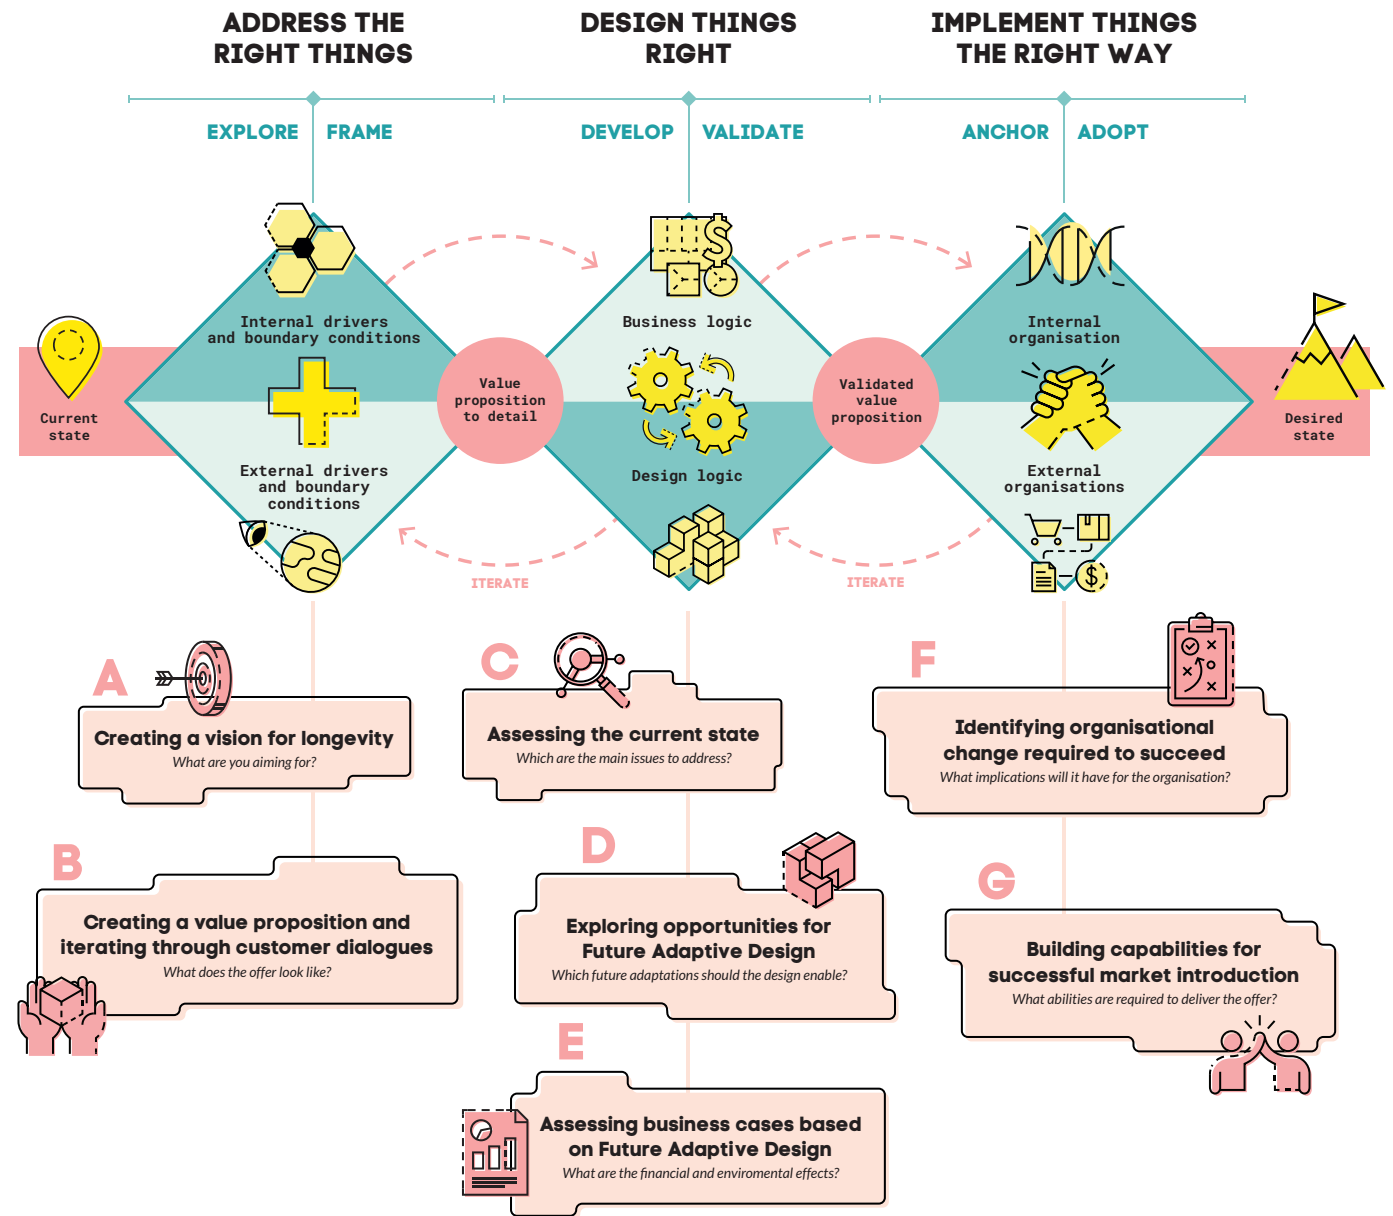 ADDRESS THE
RIGHT THINGS
DESIGN THINGS
RIGHT
IMPLEMENT THINGS
THE RIGHT WAY
EXPLORE
FRAME
DEVELOP
VALIDATE
ANCHOR
ADOPT
Current
state
Internal drivers
and boundary conditions
External drivers
and boundary
conditions
Value
proposition
to detail
Business logic
Design logic
Validated
value
proposition
Internal
organisation
External
organisations
Desired
state
ITERATE
ITERATE
A
Creating a vision for longevity
What are you aiming for?
B
Creating a value proposition and
iterating through customer dialogues
What does the offer look like?
C
Assessing the current state
Which are the main issues to address?
D
Exploring opportunities for
Future Adaptive Design
Which future adaptations should the design enable?
E
Assessing business cases based
on Future Adaptive Design
What are the financial and enviromental effects?
F
Identifying organisational
change required to succeed
What implications will it have for the organisation?
G
Building capabilities for
successful market introduction
What abilities are required to deliver the offer?